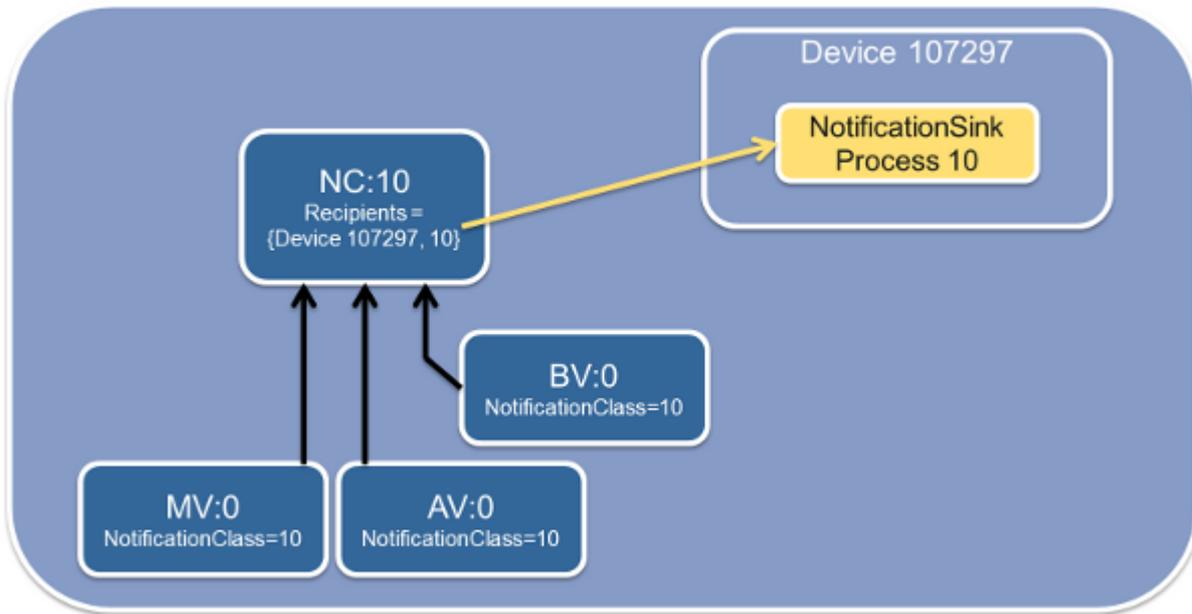 Device 107297
NotificationSink
Process 10
NC:10
Recipients =
{Device 107297, 10}
BV:0
NotificationClass=10
MV:0
NotificationClass=10
AV:0
NotificationClass=10